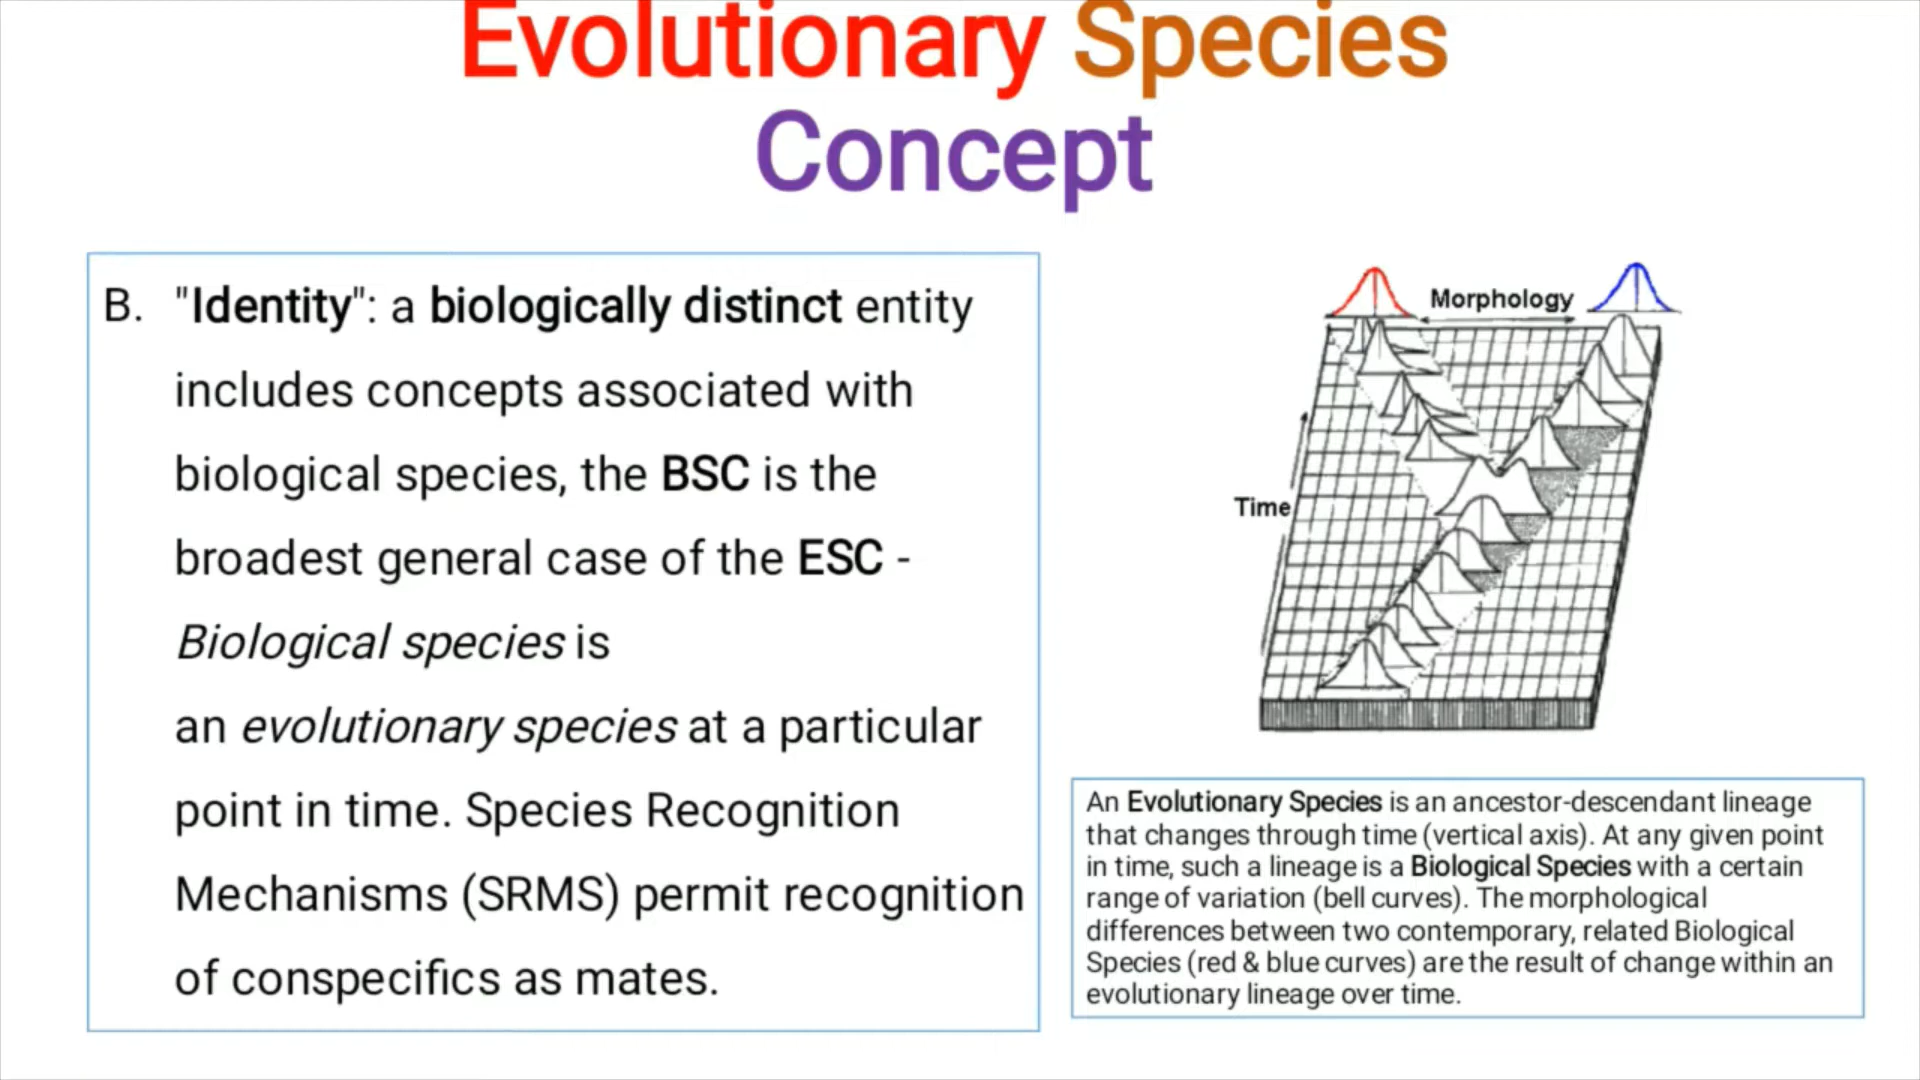 Evolutionary Species
Concept
B. "Identity": a biologically distinct entity
includes concepts associated with
biological species, the BSC is the
broadest general case of the ESC -
Biological species is
an evolutionary species at a particular
point in time. Species Recognition
Mechanisms (SRMS) permit recognition
of conspecifics as mates.
Morphology
Time
An Evolutionary Species is an ancestor-descendant lineage
that changes through time (vertical axis). At any given point
in time, such a lineage is a Biological Species with a certain
range of variation (bell curves). The morphological
differences between two contemporary, related Biological
Species (red & blue curves) are the result of change within an
evolutionary lineage over time.